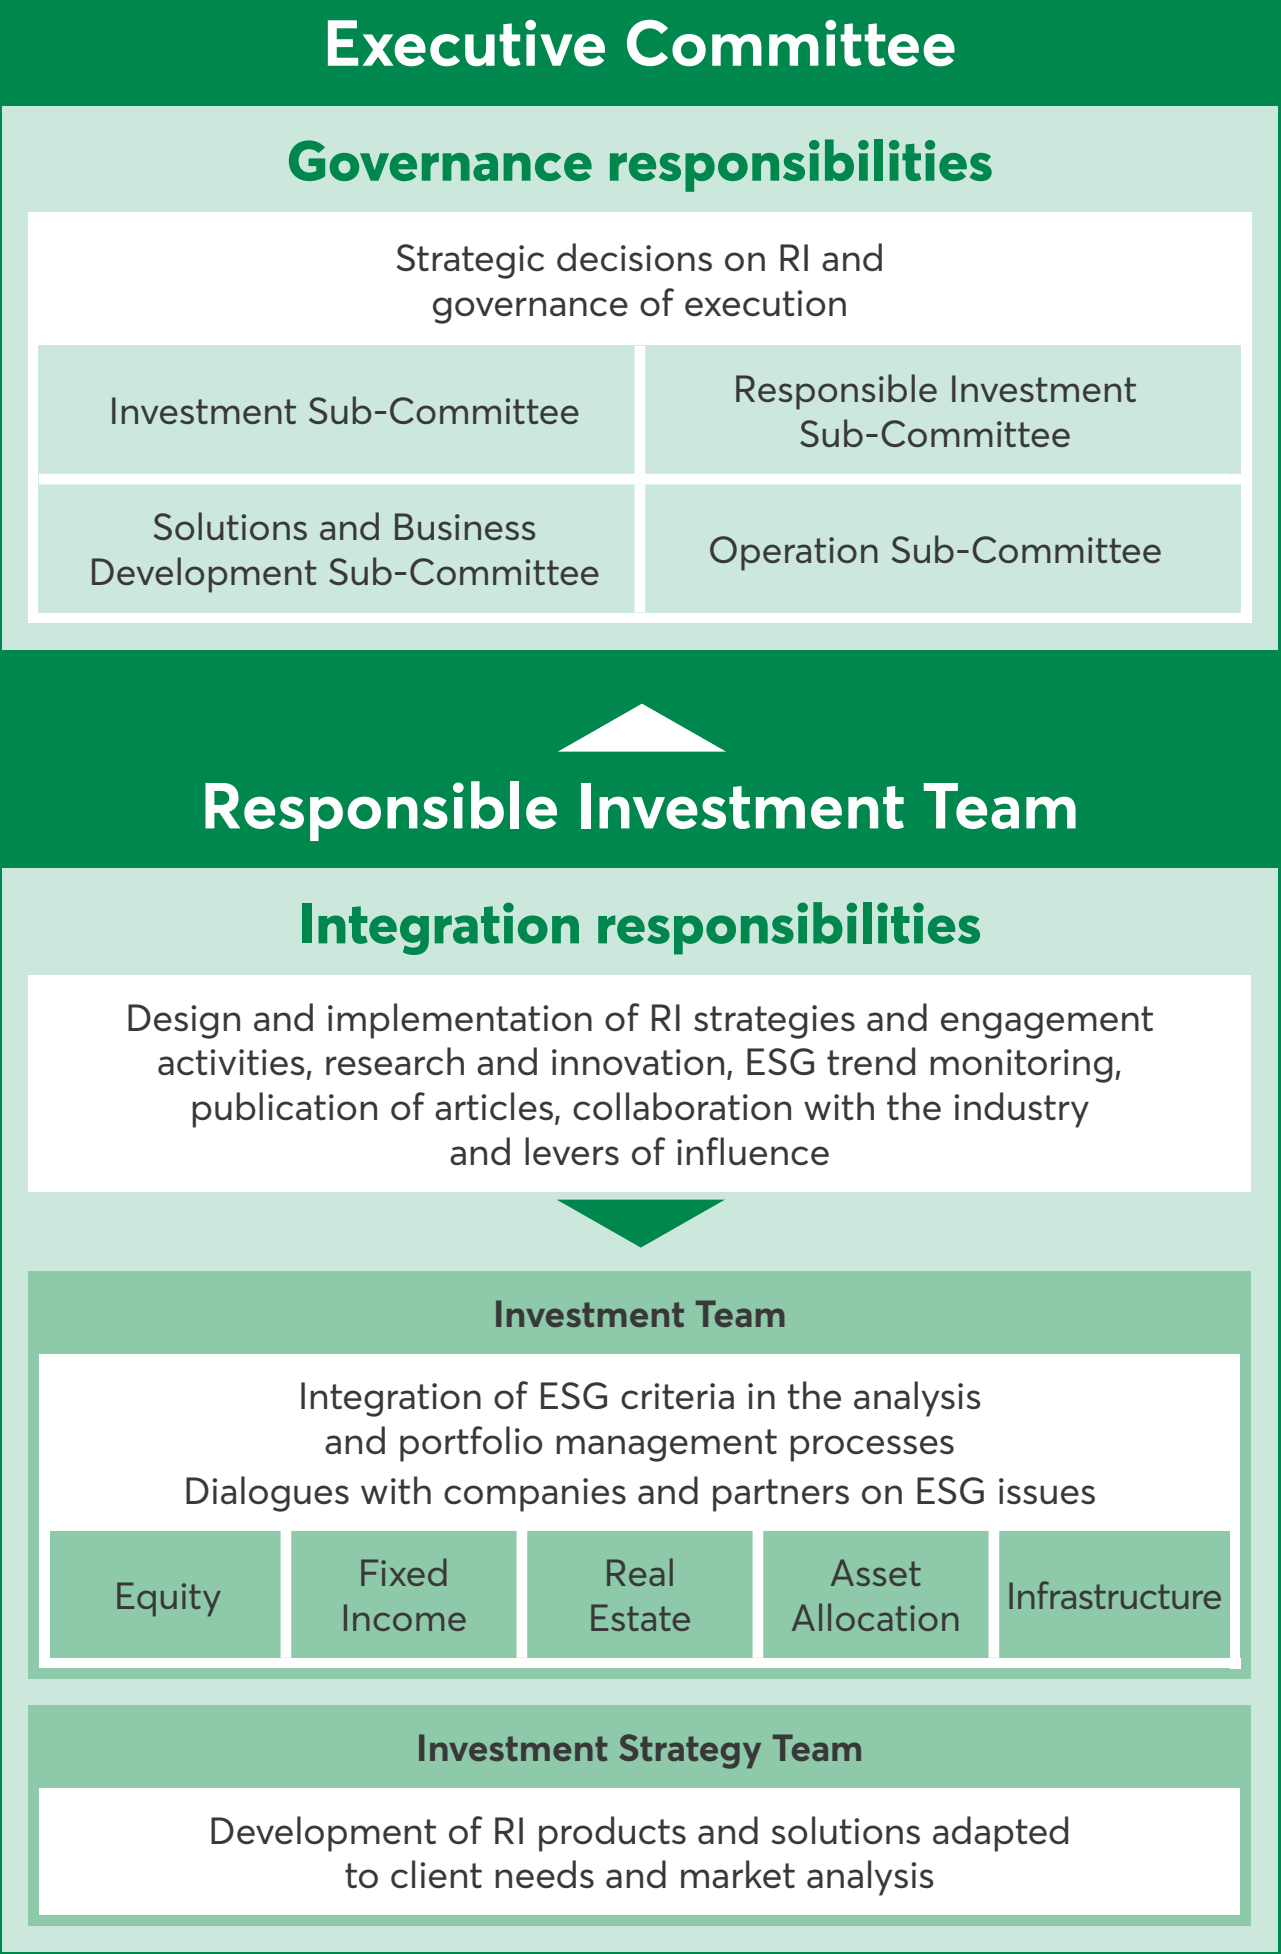 Executive Committee
Governance responsibilities
Strategic decisions on RI and
governance of execution
Investment Sub-Committee
Responsible Investment
Sub-Committee
Solutions and Business
Development Sub-Committee
Operation Sub-Committee
Responsible Investment Team
Integration responsibilities
Design and implementation of RI strategies and engagement
activities, research and innovation, ESG trend monitoring,
publication of articles, collaboration with the industry
and levers of influence
Investment Team
Integration of ESG criteria in the analysis
and portfolio management processes
Dialogues with companies and partners on ESG issues
Equity
Fixed
Income
Real
Estate
Asset
Allocation
Infrastructure
Investment Strategy Team
Development of RI products and solutions adapted
to client needs and market analysis